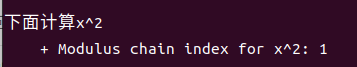 下面计算x^2
+ Modulus chain index for x^2: 1